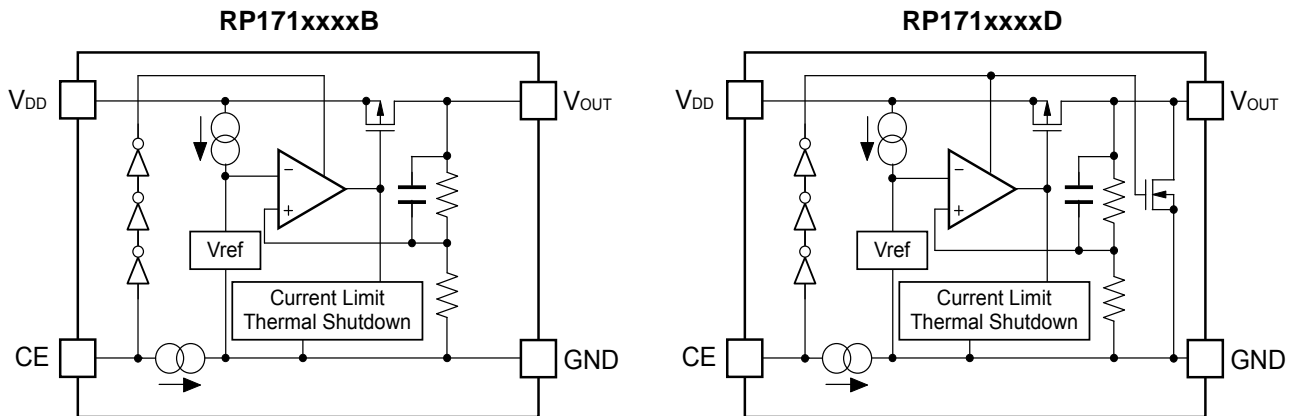 RP171xxxxB
VDD
VOUT
−
+
Vref
Current Limit
Thermal Shutdown
CE
GND
RP171xxxxD
VDD
VOUT
−
+
Vref
Current Limit
Thermal Shutdown
CE
GND